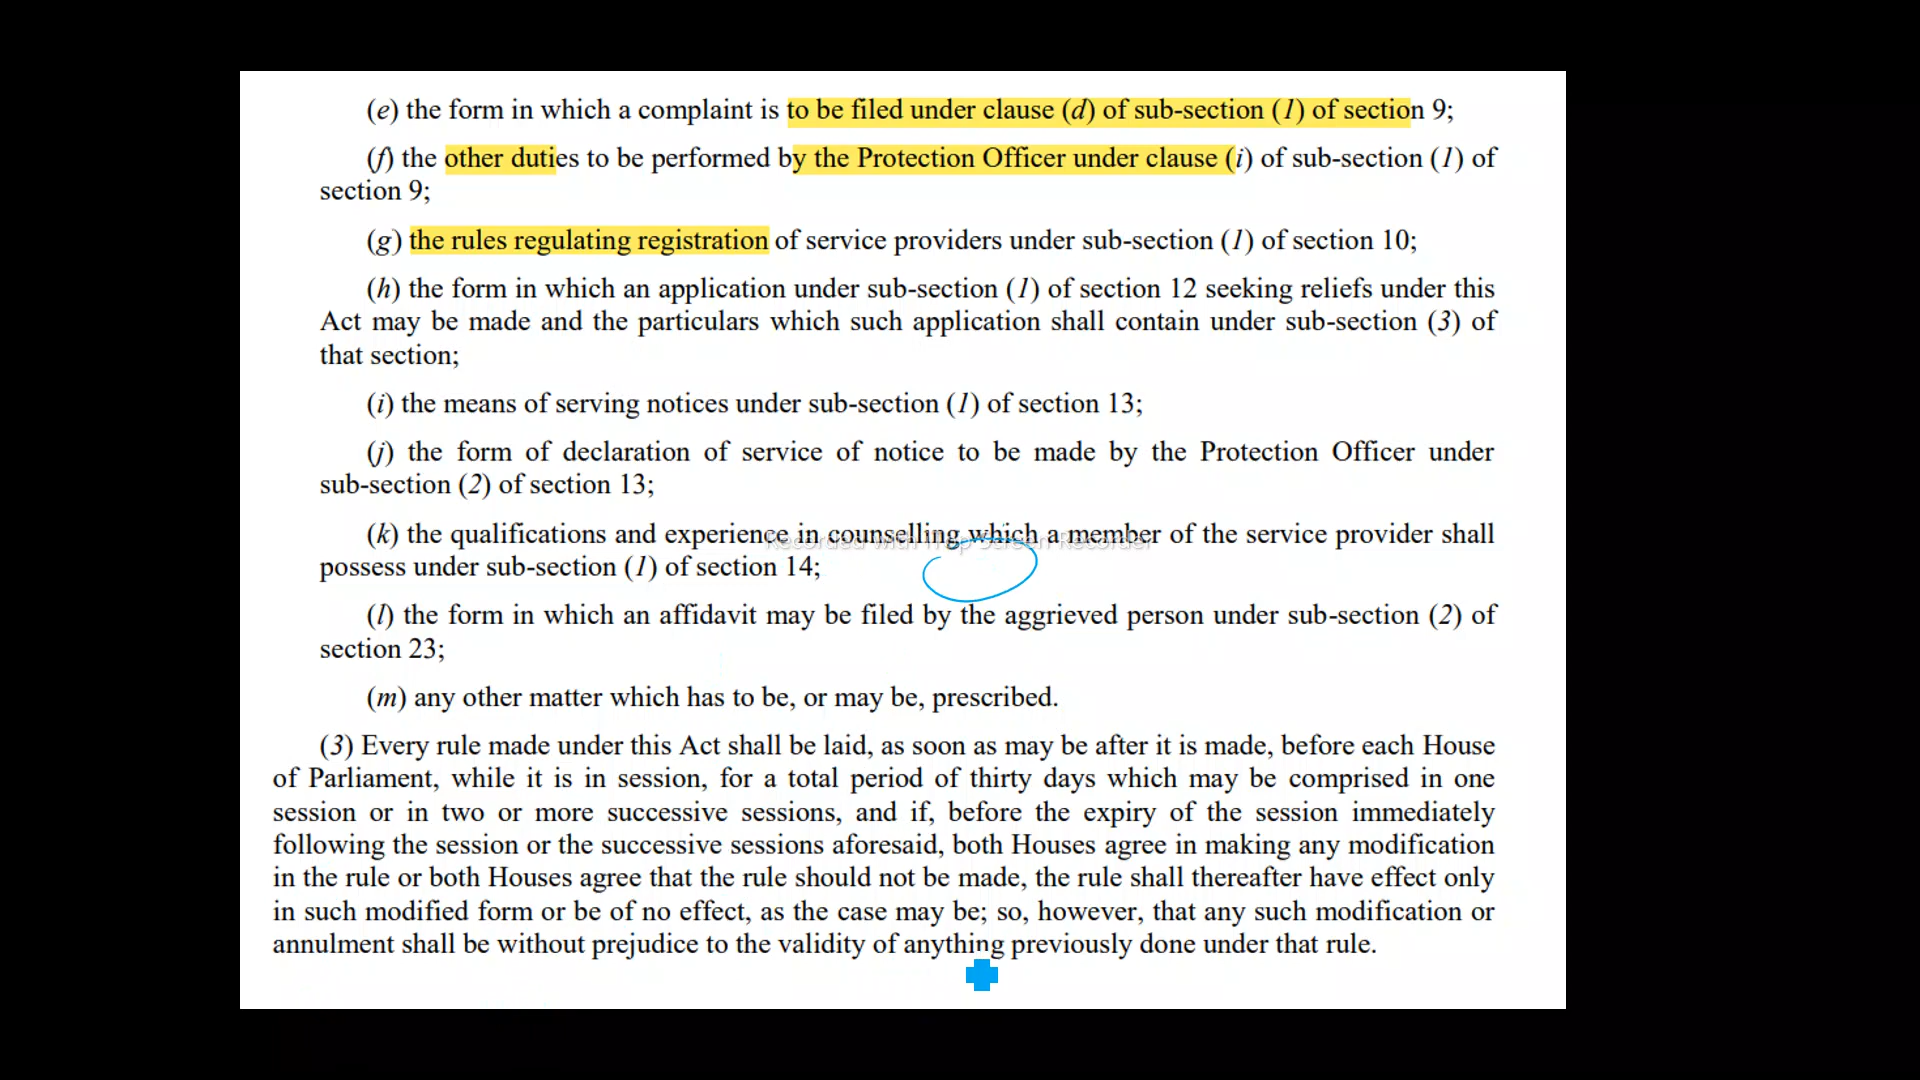 (e) the form in which a complaint is to be filed under clause (d) of sub-section (1) of section 9;
(f) the other duties to be performed by the Protection Officer under clause (i) of sub-section (1) of
section 9;
(g) the rules regulating registration of service providers under sub-section (1) of section 10;
(h) the form in which an application under sub-section (1) of section 12 seeking reliefs under this
Act may be made and the particulars which such application shall contain under sub-section (3) of
that section;
(i) the means of serving notices under sub-section (1) of section 13;
(j) the form of declaration of service of notice to be made by the Protection Officer under
sub-section (2) of section 13;
(k) the qualifications and experience in counselling which a member of the service provider shall
Recorded with iTop Screen Recorder
possess under sub-section (1) of section 14;
(l) the form in which an affidavit may be filed by the aggrieved person under sub-section (2) of
section 23;
(m) any other matter which has to be, or may be, prescribed.
(3) Every rule made under this Act shall be laid, as soon as may be after it is made, before each House
of Parliament, while it is in session, for a total period of thirty days which may be comprised in one
session or in two or more successive sessions, and if, before the expiry of the session immediately
following the session or the successive sessions aforesaid, both Houses agree in making any modification
in the rule or both Houses agree that the rule should not be made, the rule shall thereafter have effect only
in such modified form or be of no effect, as the case may be; so, however, that any such modification or
annulment shall be without prejudice to the validity of anything previously done under that rule.